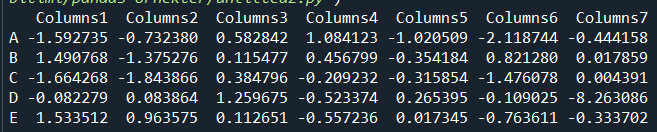 Columns1 Columns2 Columns3 Columns4 Columns5 Columns6 Columns7
A -1.592735 -0.732380 0.582842 1.084123 -1.020509 -2.118744 -0.444158
B 1.490768 -1.375276 0.115477 0.456799 -0.354184 0.821280 0.017859
C -1.664268 -1.843866 0.384796 -0.209232 -0.315854 -1.476078 0.004391
D -0.082279 0.083864 1.259675 -0.523374 0.265395 -0.109025 -8.263086
E 1.533512 0.963575 0.112651 -0.557236 0.017345 -0.763611 -0.333702